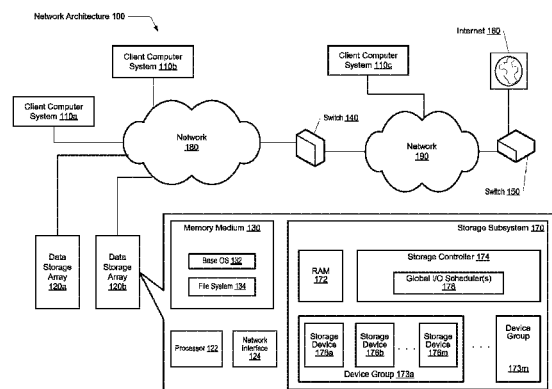 Network Architecture 100
Client Computer
System 110b
Client Computer
System 110c
Internet 160
Client Computer
System 110a
Network
180
Switch 140
Network
190
Switch 150
Data
Storage
Array
120a
Data
Storage
Array
120b
Memory Medium 130
Base OS 132
File System 134
Processor 122
Network
Interface
124
Storage Subsystem 170
RAM
172
Storage Controller 174
Global I/O Scheduler(s)
178
Storage
Device
176a
Storage
Device
176b
Storage
Device
176m
Device Group 173a
Device
Group
173m